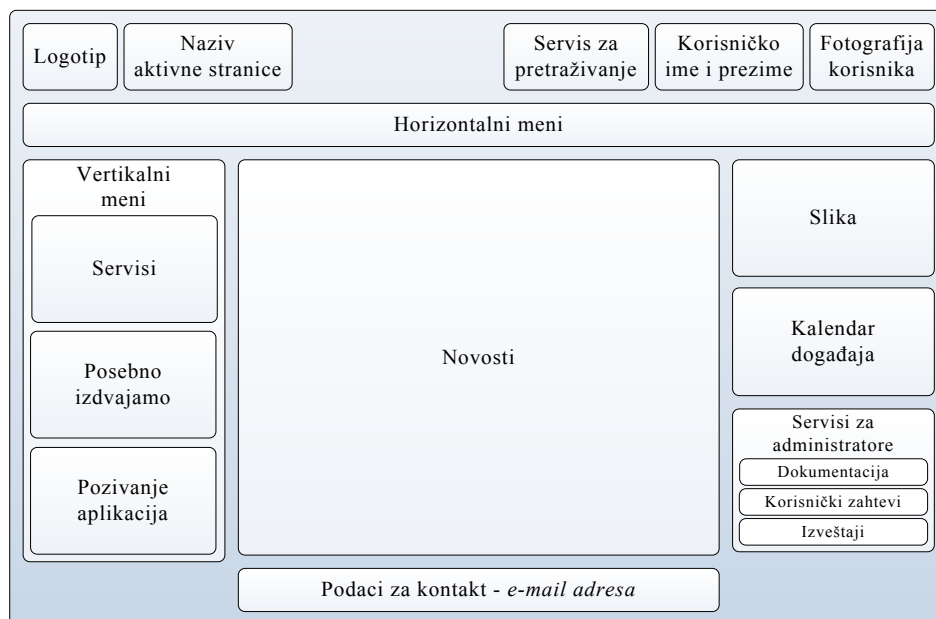 Logotip
Naziv
aktivne stranice
Servis za
pretraživanje
Korisničko
ime i prezime
Fotografija
korisnika
Horizontalni meni
Vertikalni
meni
Servisi
Posebno
izdvajamo
Pozivanje
aplikacija
Novosti
Slika
Kalendar
događaja
Servisi za
administratore
Dokumentacija
Korisnički zahtevi
Izveštaji
Podaci za kontakt - e-mail adresa